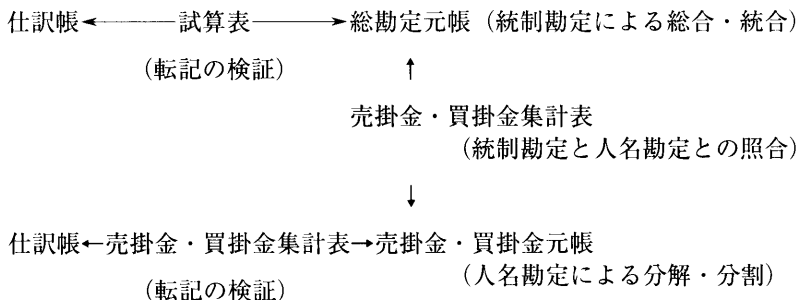 仕訳帳←試算表→総勘定元帳（統制勘定による総合・統合）
（転記の検証）
↑
売掛金・買掛金集計表
（統制勘定と人名勘定との照合）
↓
仕訳帳←売掛金・買掛金集計表→売掛金・買掛金元帳
（人名勘定による分解・分割）
（転記の検証）